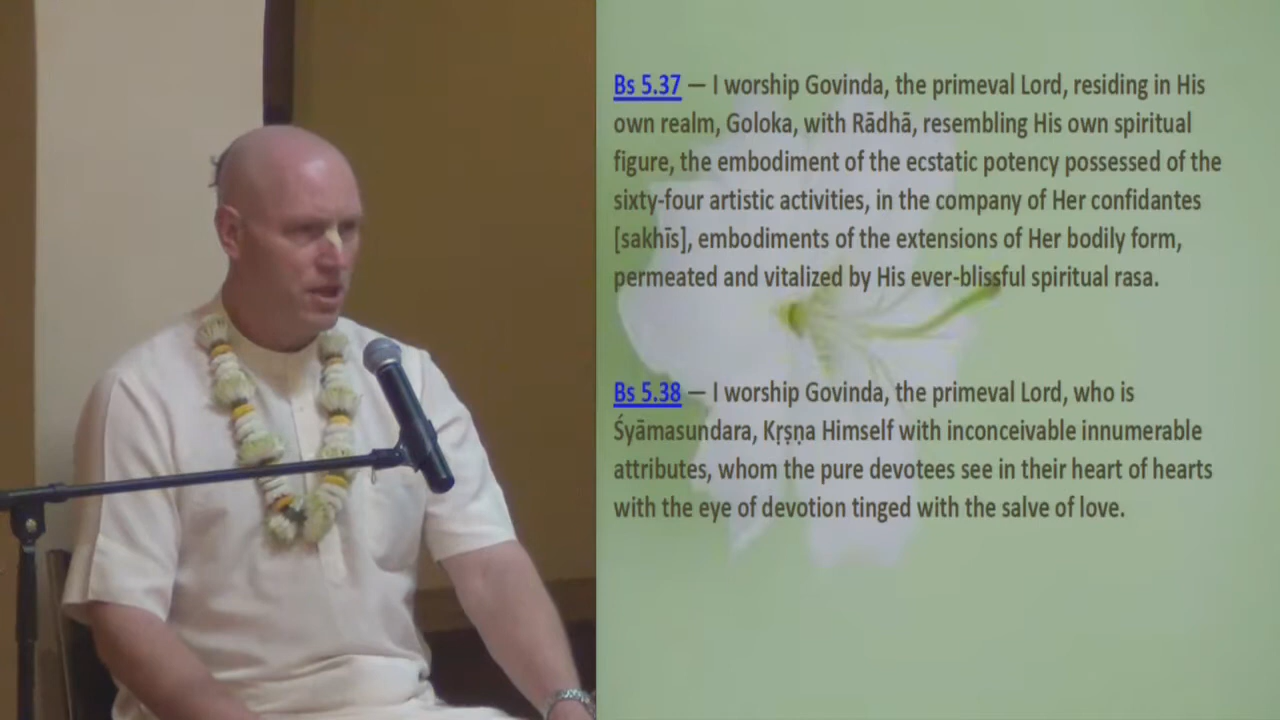 Bs 5.37 — I worship Govinda, the primeval Lord, residing in His
own realm, Goloka, with Rādhā, resembling His own spiritual
figure, the embodiment of the ecstatic potency possessed of the
sixty-four artistic activities, in the company of Her confidantes
[sakhīs], embodiments of the extensions of Her bodily form,
permeated and vitalized by His ever-blissful spiritual rasa.
Bs 5.38 — I worship Govinda, the primeval Lord, who is
Śyāmasundara, Kṛṣṇa Himself with inconceivable innumerable
attributes, whom the pure devotees see in their heart of hearts
with the eye of devotion tinged with the salve of love.